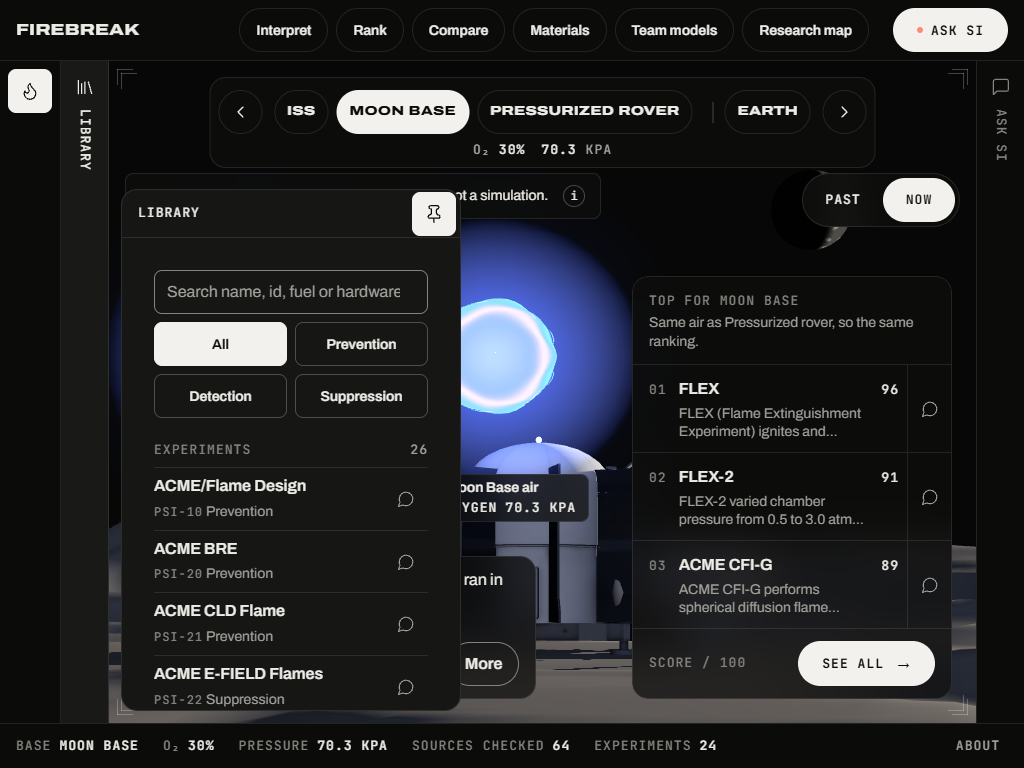 FIREBREAK
Interpret
Rank
Compare
Materials
Team models
Research map
ASK SI
LIBRARY
ISS
MOON BASE
PRESSURIZED ROVER
EARTH
O₂ 30% 70.3 KPA
ot a simulation.
i
PAST
NOW
ASK SI
LIBRARY
Search name, id, fuel or hardware
All
Prevention
Detection
Suppression
EXPERIMENTS 26
ACME/Flame Design
PSI-10 Prevention
ACME BRE
PSI-20 Prevention
ACME CLD Flame
PSI-21 Prevention
ACME E-FIELD Flames
PSI-22 Suppression
oon Base air
YGEN 70.3 KPA
ran in
More
TOP FOR MOON BASE
Same air as Pressurized rover, so the same
ranking.
01 FLEX 96
FLEX (Flame Extinguishment
Experiment) ignites and...
02 FLEX-2 91
FLEX-2 varied chamber
pressure from 0.5 to 3.0 atm...
03 ACME CFI-G 89
ACME CFI-G performs
spherical diffusion flame...
SCORE / 100
SEE ALL →
BASE MOON BASE O₂ 30% PRESSURE 70.3 KPA SOURCES CHECKED 64 EXPERIMENTS 24 ABOUT